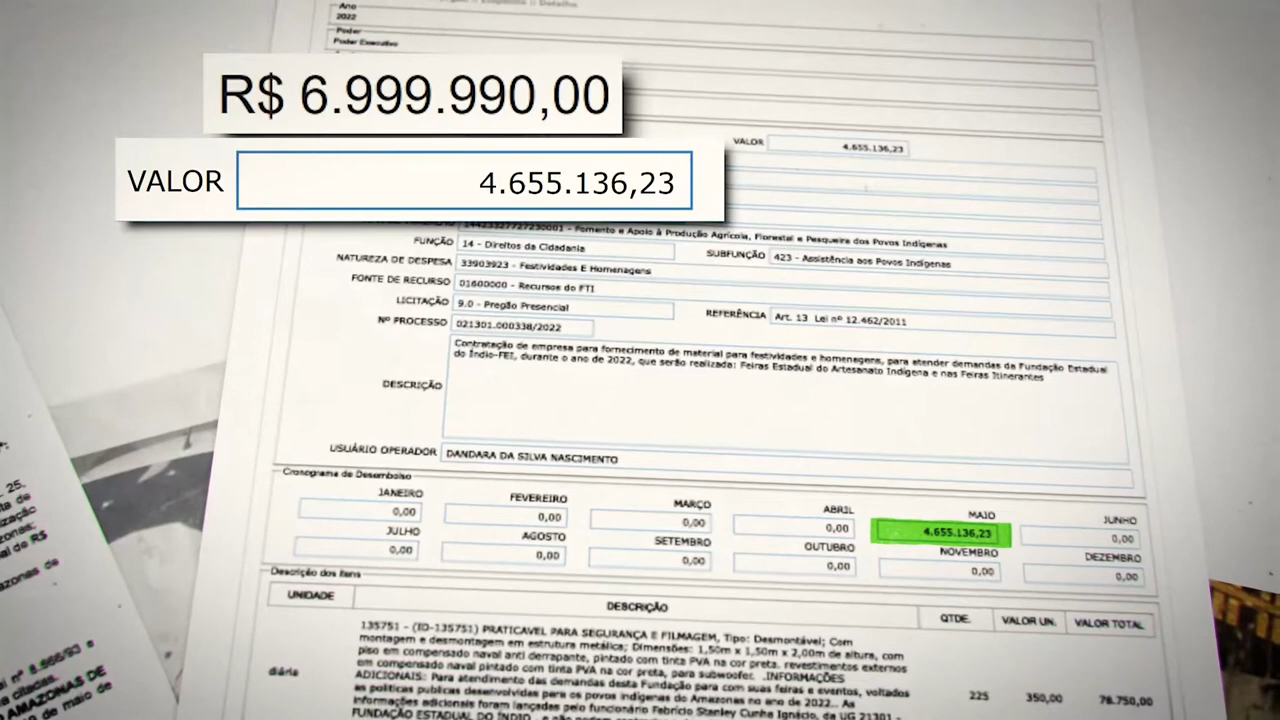 Ano
2022
Poder
Poder Executivo
R$ 6.999.990,00
VALOR 4.655.136,23
VALOR 4.655.136,23
- Fomento e Apoio à Produção Agrícola, Florestal e Pesqueira dos Povos Indígenas
FUNÇÃO 14 - Direitos da Cidadania SUBFUNÇÃO 423 - Assistência aos Povos Indígenas
NATUREZA DE DESPESA 33903923 - Festividades E Homenagens
FONTE DE RECURSO 01600000 - Recursos do FTI
LICITAÇÃO 9.0 - Pregão Presencial REFERÊNCIA Art. 13 Lei nº 12.462/2011
Nº PROCESSO 021301.000338/2022
DESCRIÇÃO
Contratação de empresa para fornecimento de material para festividades e homenagens, para atender demandas da Fundação Estadual
do Índio-FEI, durante o ano de 2022, que serão realizada: Feiras Estadual do Artesanato Indígena e nas Feiras Itinerantes
USUÁRIO OPERADOR DANDARA DA SILVA NASCIMENTO
Cronograma de Desembolso
JANEIRO FEVEREIRO MARÇO ABRIL MAIO JUNHO
0,00 0,00 0,00 0,00 4.655.136,23 0,00
JULHO AGOSTO SETEMBRO OUTUBRO NOVEMBRO DEZEMBRO
0,00 0,00 0,00 0,00 0,00 0,00
Descrição dos Itens
UNIDADE DESCRIÇÃO QTDE. VALOR UN. VALOR TOTAL
135751 - (ID-135751) PRATICAVEL PARA SEGURANÇA E FILMAGEM, Tipo: Desmontável; Com
montagem e desmontagem em estrutura metálica; Dimensões: 1,50m x 1,50m x 2,00m de altura, com
piso em compensado naval anti derrapante, pintado com tinta PVA na cor preta. revestimentos externos
em compensado naval pintado com tinta PVA na cor preta, para subwoofer. .INFORMAÇÕES
ADICIONAIS: Para atendimento das demandas desta Fundação para com suas feiras e eventos, voltados
diária as políticas publicas desenvolvidas para os povos indígenas do Amazonas no ano de 2022.. As 225 350,00 78.750,00
informações adicionais foram lançadas pelo funcionário Fabrício Stanley Cunha Ignácio, da UG 21301 -
FUNDAÇÃO ESTADUAL DO ÍNDIO
25.
de R$
nº 8.666/93 e
citadas.
AMAZONAS DE
de maio de